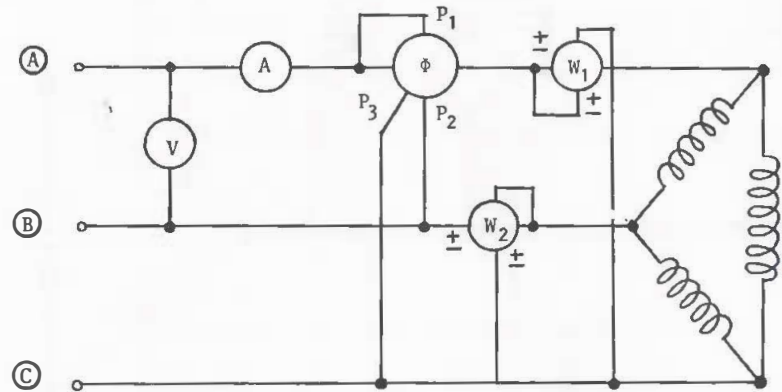 P₁
Ⓐ A Φ ± W₁
P₃ P₂ ±
V
Ⓑ ± W₂
±
Ⓒ